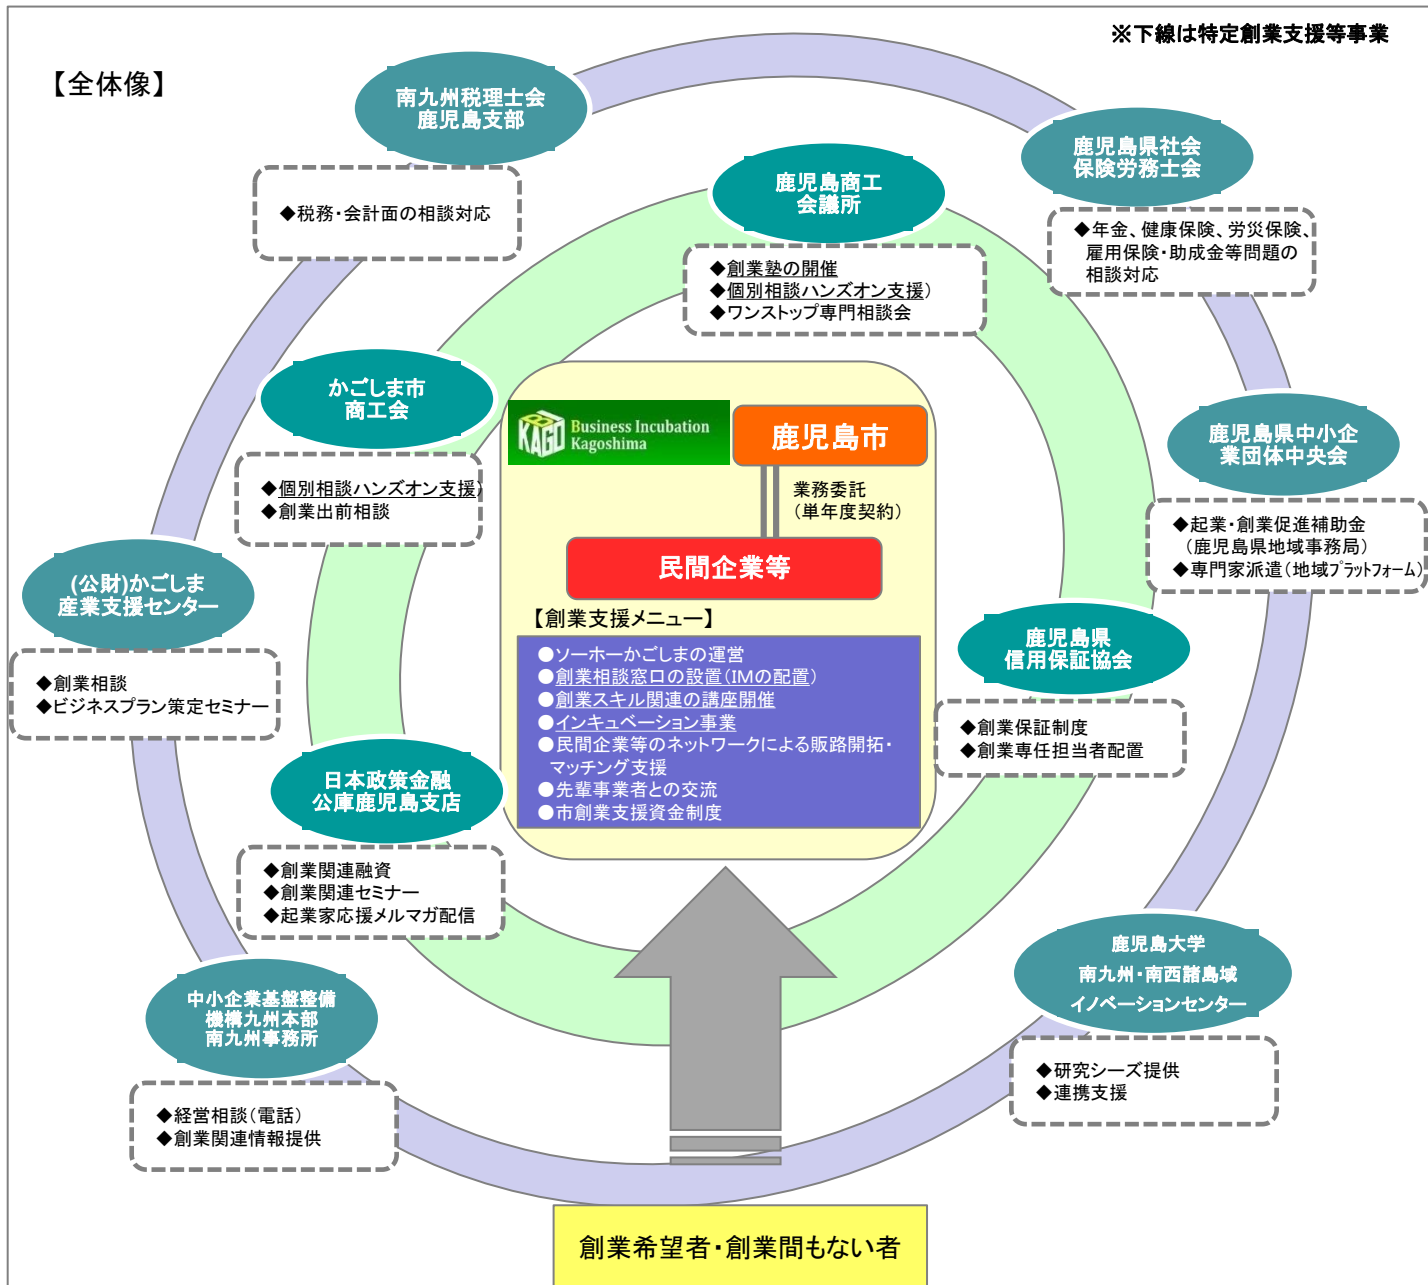 ※下線は特定創業支援等事業
【全体像】
南九州税理士会
鹿児島支部
◆税務・会計面の相談対応
鹿児島県社会
保険労務士会
◆年金、健康保険、労災保険、
雇用保険・助成金等問題の
相談対応
鹿児島商工
会議所
◆創業塾の開催
◆個別相談ハンズオン支援)
◆ワンストップ専門相談会
かごしま市
商工会
◆個別相談ハンズオン支援)
◆創業出前相談
KAGO
Business Incubation
Kagoshima
鹿児島市
業務委託
(単年度契約)
民間企業等
【創業支援メニュー】
●ソーホーかごしまの運営
●創業相談窓口の設置(IMの配置)
●創業スキル関連の講座開催
●インキュベーション事業
●民間企業等のネットワークによる販路開拓・
マッチング支援
●先輩事業者との交流
●市創業支援資金制度
鹿児島県中小企
業団体中央会
◆起業・創業促進補助金
(鹿児島県地域事務局)
◆専門家派遣(地域プラットフォーム)
(公財)かごしま
産業支援センター
◆創業相談
◆ビジネスプラン策定セミナー
鹿児島県
信用保証協会
◆創業保証制度
◆創業専任担当者配置
日本政策金融
公庫鹿児島支店
◆創業関連融資
◆創業関連セミナー
◆起業家応援メルマガ配信
中小企業基盤整備
機構九州本部
南九州事務所
◆経営相談(電話)
◆創業関連情報提供
鹿児島大学
南九州・南西諸島域
イノベーションセンター
◆研究シーズ提供
◆連携支援
創業希望者・創業間もない者